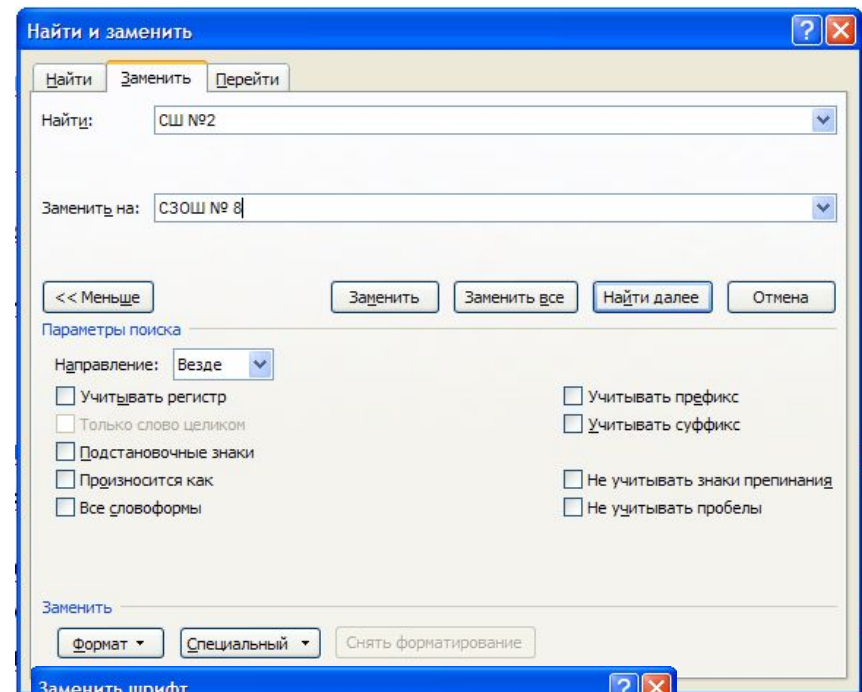 Найти и заменить
Найти Заменить Перейти
Найти: СШ №2
Заменить на: СЗОШ № 8
<< Меньше Заменить Заменить все Найти далее Отмена
Параметры поиска
Направление: Везде
Учитывать регистр Учитывать префикс
Только слово целиком Учитывать суффикс
Подстановочные знаки
Произносится как Не учитывать знаки препинания
Все словоформы Не учитывать пробелы
Заменить
Формат Специальный Снять форматирование
Заменить шрифт